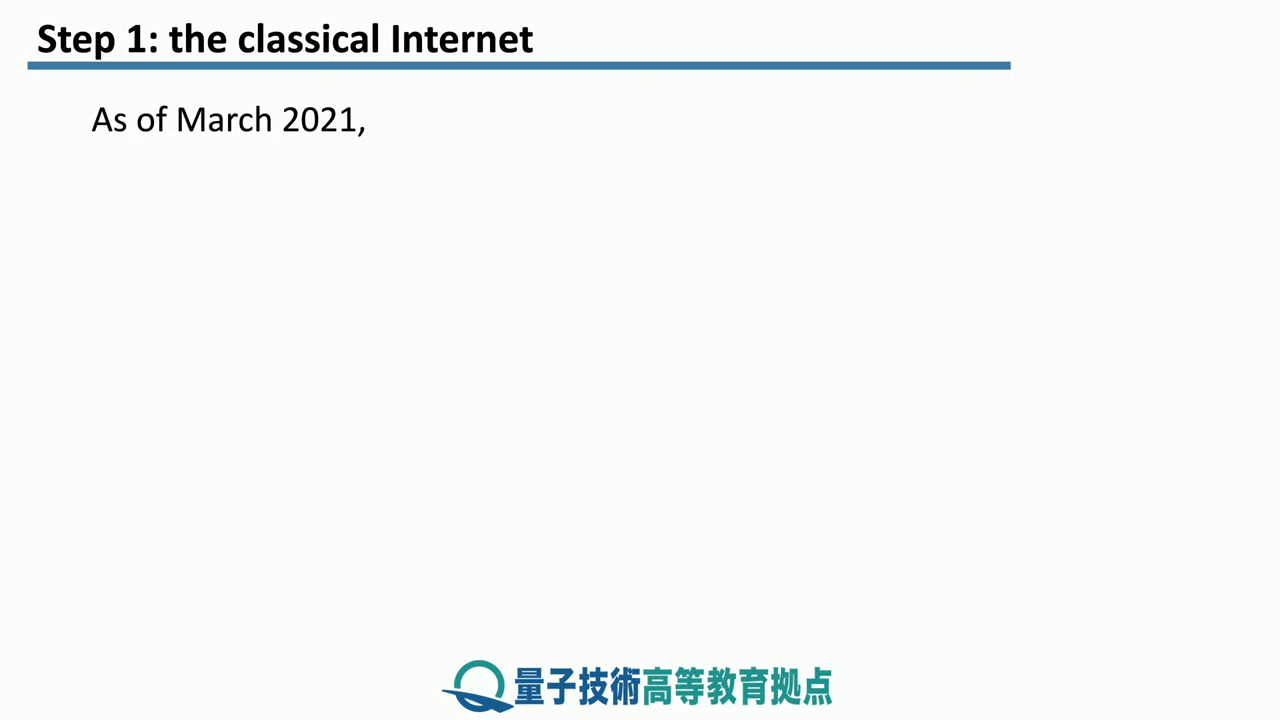 Step 1: the classical Internet
As of March 2021,
量子技術高等教育拠点